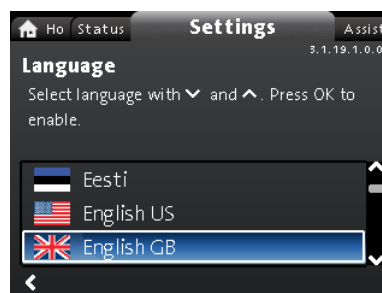 Ho Status Settings Assist
3.1.19.1.0.0
Language
Select language with and . Press OK to
enable.
Eesti
English US
English GB